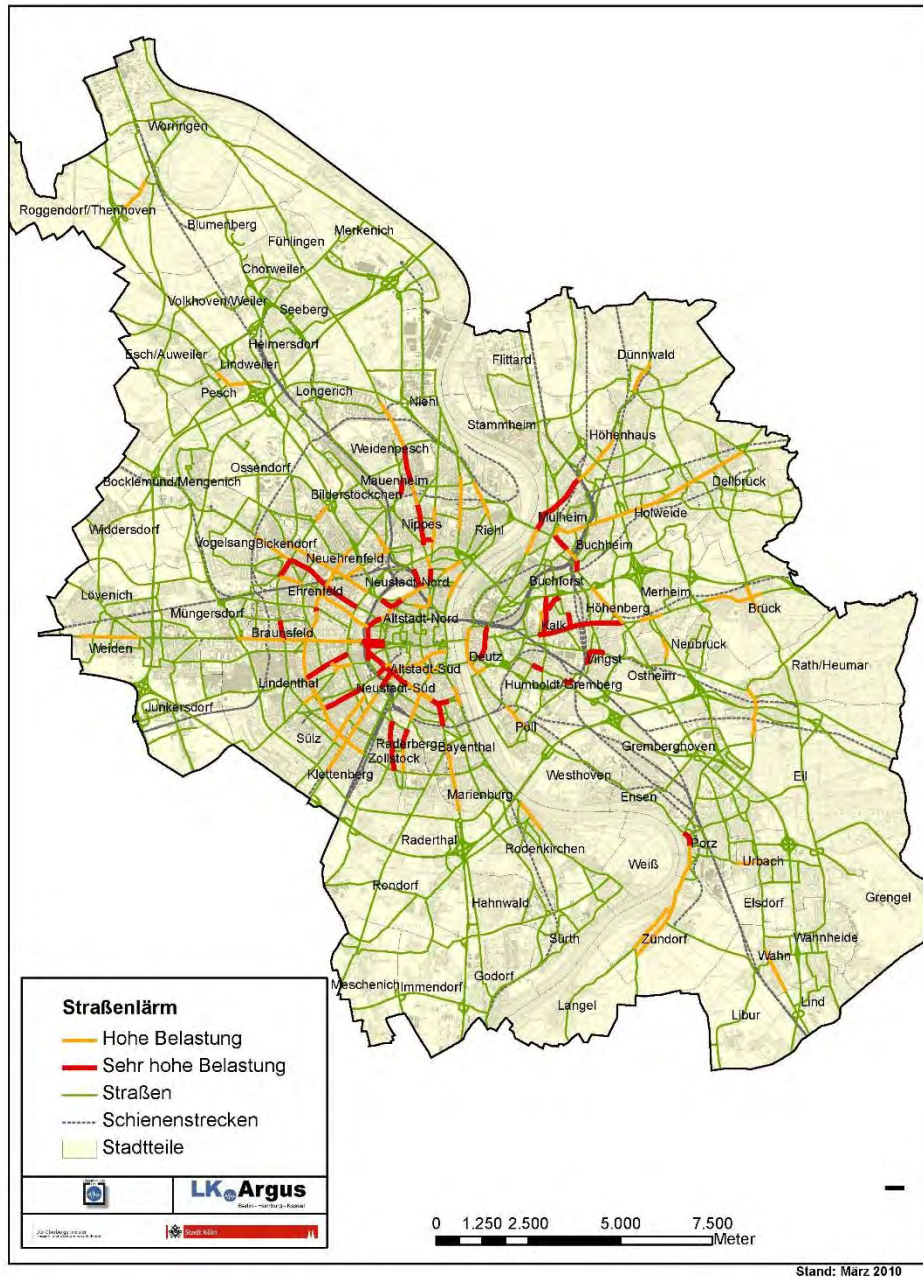 Worringen
Roggendorf/Thenhoven
Blumenberg
Merkenich
Fühlingen
Chorweiler
Volkhoven/Weiler
Seeberg
Heimersdorf
Esch/Auweiler
Lindweiler
Flittard
Dünnwald
Pesch
Longerich
Niehl
Stammheim
Höhenhaus
Weidenpesch
Ossendorf
Mauenheim
Bocklemünd/Mengenich
Dellbrück
Bilderstöckchen
Holweide
Mülheim
Nippes
Riehl
Widdersdorf
Vogelsang
Bickendorf
Buchheim
Neuehrenfeld
Neustadt-Nord
Buchforst
Merheim
Ehrenfeld
Lövenich
Müngersdorf
Höhenberg
Brück
Altstadt-Nord
Kalk
Braunsfeld
Weiden
Neubrück
Deutz
Vingst
Rath/Heumar
Altstadt-Süd
Ostheim
Lindenthal
Neustadt-Süd
Humboldt/Gremberg
Junkersdorf
Poll
Sülz
Raderberg
Bayenthal
Gremberghoven
Zollstock
Klettenberg
Westhoven
Eil
Marienburg
Ensen
Raderthal
Rodenkirchen
Porz
Weiß
Urbach
Rondorf
Grengel
Hahnwald
Elsdorf
Sürth
Zündorf
Wahnheide
Wahn
Godorf
Meschenich
Immendorf
Langel
Lind
Libur
Straßenlärm
Hohe Belastung
Sehr hohe Belastung
Straßen
Schienenstrecken
Stadtteile
LK Argus
Berlin - Hamburg - Kassel
Stadt Köln
0 1.250 2.500 5.000 7.500
Meter
Stand: März 2010